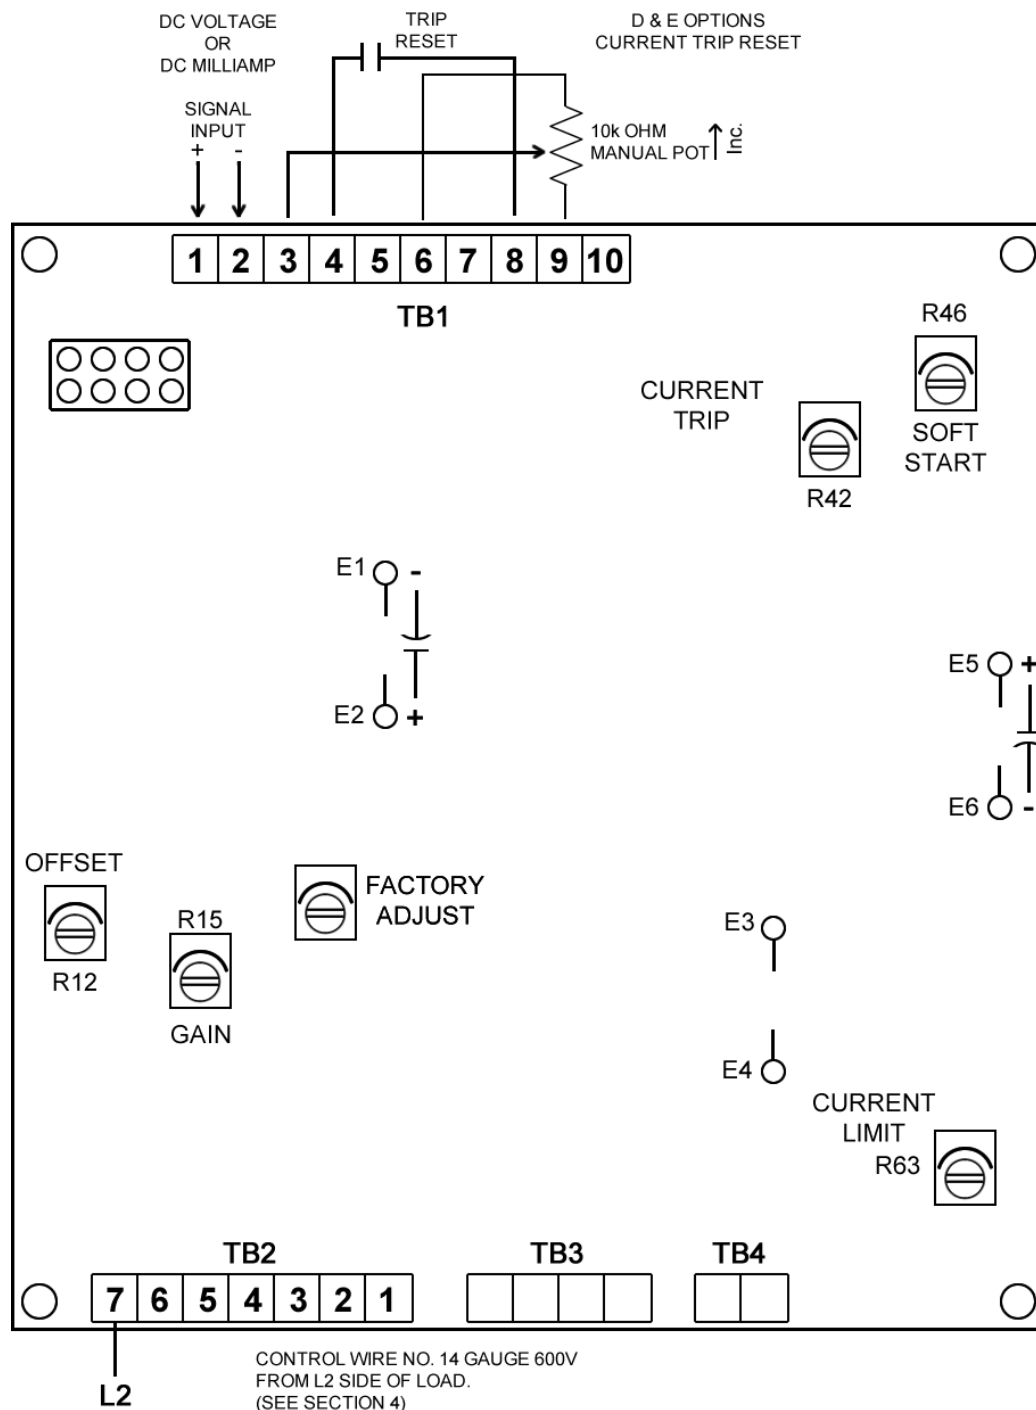 DC VOLTAGE
OR
DC MILLIAMP
TRIP
RESET
D & E OPTIONS
CURRENT TRIP RESET
SIGNAL
INPUT
+ -
10k OHM
MANUAL POT
Inc.
1 2 3 4 5 6 7 8 9 10
TB1
R46
SOFT
START
CURRENT
TRIP
R42
E1 -
E2 +
E5 +
E6 -
OFFSET
R12
R15
GAIN
FACTORY
ADJUST
E3
E4
CURRENT
LIMIT
R63
TB2
7 6 5 4 3 2 1
TB3
TB4
L2
CONTROL WIRE NO. 14 GAUGE 600V
FROM L2 SIDE OF LOAD.
(SEE SECTION 4)